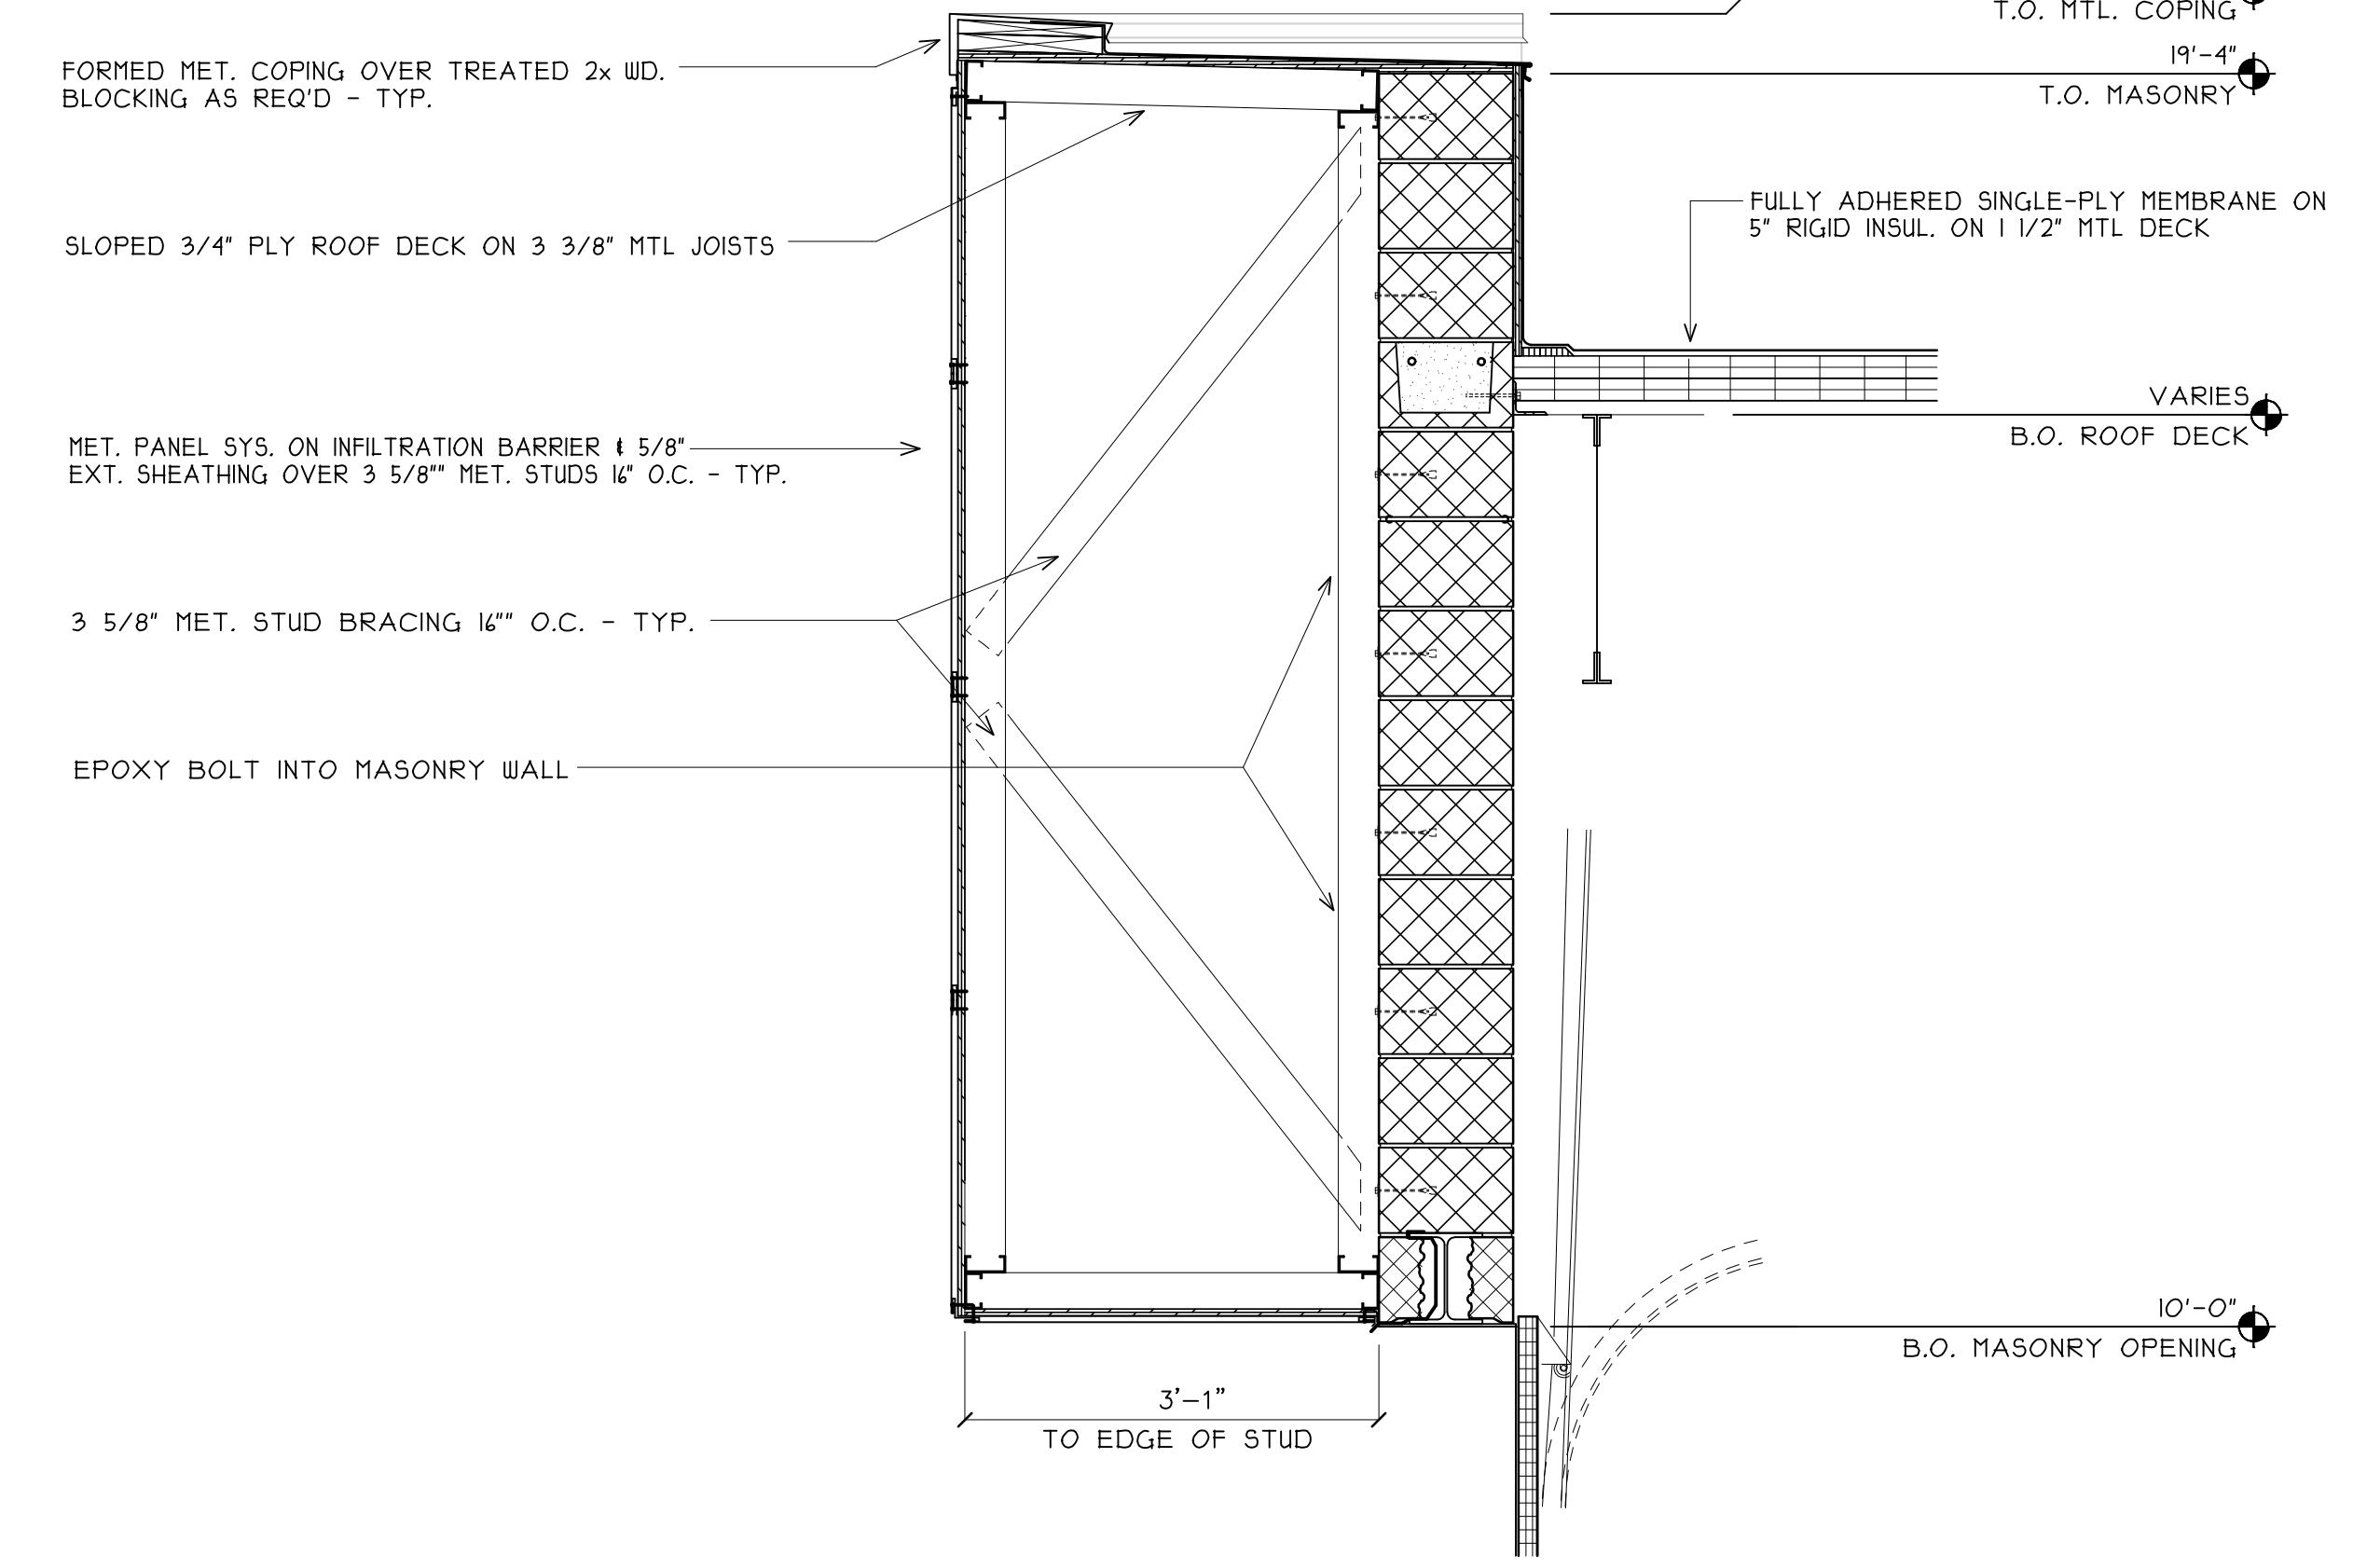 T.O. MTL. COPING
FORMED MET. COPING OVER TREATED 2x WD.
BLOCKING AS REQ'D - TYP.
19'-4"
T.O. MASONRY
FULLY ADHERED SINGLE-PLY MEMBRANE ON
5" RIGID INSUL. ON 1 1/2" MTL DECK
SLOPED 3/4" PLY ROOF DECK ON 3 3/8" MTL JOISTS
VARIES
B.O. ROOF DECK
MET. PANEL SYS. ON INFILTRATION BARRIER & 5/8"
EXT. SHEATHING OVER 3 5/8"" MET. STUDS 16" O.C. - TYP.
3 5/8" MET. STUD BRACING 16"" O.C. - TYP.
EPOXY BOLT INTO MASONRY WALL
10'-0"
B.O. MASONRY OPENING
3'-1"
TO EDGE OF STUD